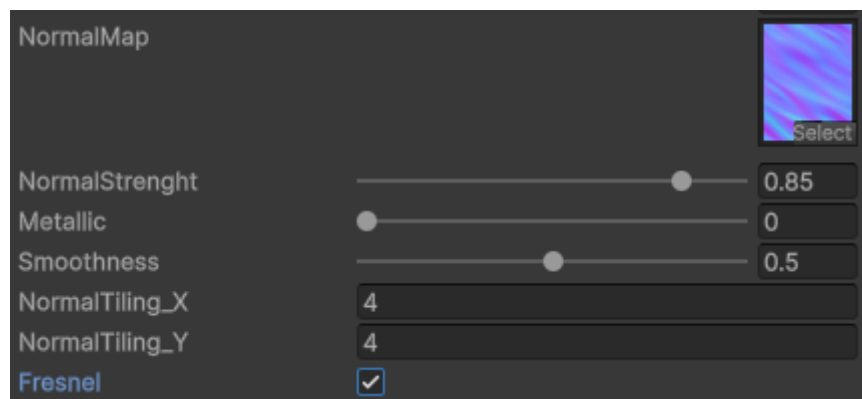 NormalMap
Select
NormalStrenght 0.85
Metallic 0
Smoothness 0.5
NormalTiling_X 4
NormalTiling_Y 4
Fresnel